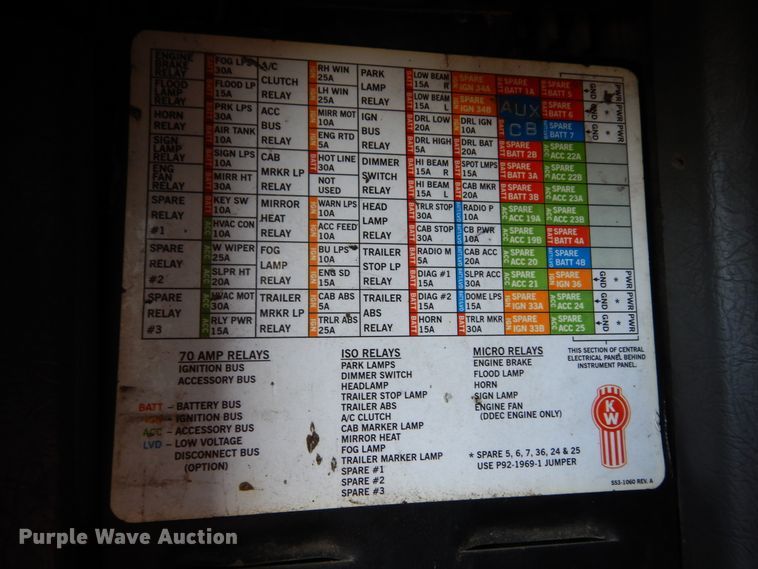 ENGINE BRAKE RELAY
FLOOD LAMP RELAY
HORN RELAY
SIGN LAMP RELAY
ENG FAN RELAY
SPARE RELAY #1
SPARE RELAY #2
SPARE RELAY #3
FOG LPS 30A
FLOOD LP 15A
PRK LPS 30A
AIR TANK 10A
SIGN LPS 10A
MIRR HT 30A
KEY SW 10A
HVAC CON 10A
W WIPER 25A
SLPR HT 20A
HVAC MOT 30A
RLY PWR 15A
A/C CLUTCH RELAY
ACC BUS RELAY
CAB MRKR LP RELAY
MIRROR HEAT RELAY
FOG LAMP RELAY
TRAILER MRKR LP RELAY
RH WIN 25A
LH WIN 25A
MIRR MOT 10A
ENG RTD 5A
HOT LINE 30A
NOT USED
WARN LPS 10A
ACC FEED 10A
BU LPS 10A
ENG SD 15A
CAB ABS 5A
TRLR ABS 25A
PARK LAMP RELAY
IGN BUS RELAY
DIMMER SWITCH RELAY
HEAD LAMP RELAY
TRAILER STOP LP RELAY
TRAILER ABS RELAY
LOW BEAM 15A R
LOW BEAM 15A L
DRL LOW 20A
DRL HIGH 5A
HI BEAM 15A R
HI BEAM 15A L
TRLR STOP 30A
CAB STOP 30A
RADIO M 5A
DIAG #1 15A
DIAG #2 15A
HORN 15A
SPARE IGN 34A
SPARE IGN 34B
DRL IGN 10A
DRL BAT 20A
SPOT LMPS 15A
CAB MKR 20A
RADIO P 10A
CB PWR 10A
CAB ACC 20A
SLPR ACC 30A
DOME LPS 15A
TRLR MKR 30A
SPARE BATT 1A
AUX CB
SPARE BATT 2B
SPARE BATT 3A
SPARE BATT 3B
SPARE ACC 19A
SPARE ACC 19B
SPARE ACC 20
SPARE ACC 21
SPARE IGN 33A
SPARE IGN 33B
SPARE BATT 5
SPARE BATT 6
SPARE BATT 7
SPARE ACC 22A
SPARE ACC 22B
SPARE ACC 23A
SPARE ACC 23B
SPARE BATT 4A
SPARE BATT 4B
SPARE IGN 36
SPARE ACC 24
SPARE ACC 25
GND * PWR
GND * PWR
GND * PWR
GND * PWR
GND * PWR
GND * PWR
70 AMP RELAYS
IGNITION BUS
ACCESSORY BUS
BATT – BATTERY BUS
IGN – IGNITION BUS
ACC – ACCESSORY BUS
LVD – LOW VOLTAGE
DISCONNECT BUS
(OPTION)
ISO RELAYS
PARK LAMPS
DIMMER SWITCH
HEADLAMP
TRAILER STOP LAMP
TRAILER ABS
A/C CLUTCH
CAB MARKER LAMP
MIRROR HEAT
FOG LAMP
TRAILER MARKER LAMP
SPARE #1
SPARE #2
SPARE #3
MICRO RELAYS
ENGINE BRAKE
FLOOD LAMP
HORN
SIGN LAMP
ENGINE FAN
(DDEC ENGINE ONLY)
* SPARE 5, 6, 7, 36, 24 & 25
USE P92-1969-1 JUMPER
THIS SECTION OF CENTRAL
ELECTRICAL PANEL BEHIND
INSTRUMENT PANEL.
KW
S53-1060 REV. A
Purple Wave Auction